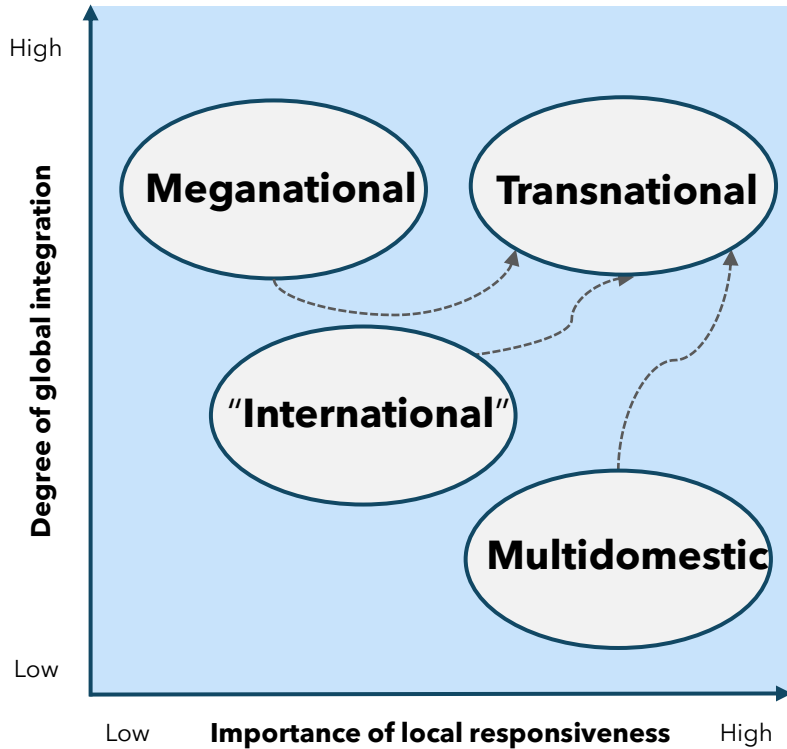 High
Meganational
Transnational
Degree of global integration
“International”
Multidomestic
Low
Low
Importance of local responsiveness
High